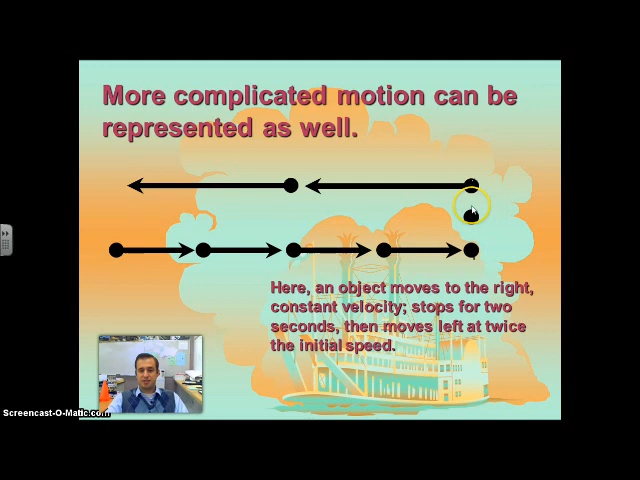 More complicated motion can be
represented as well.
Here, an object moves to the right,
constant velocity; stops for two
seconds, then moves left at twice
the initial speed.
Screencast-O-Matic.com